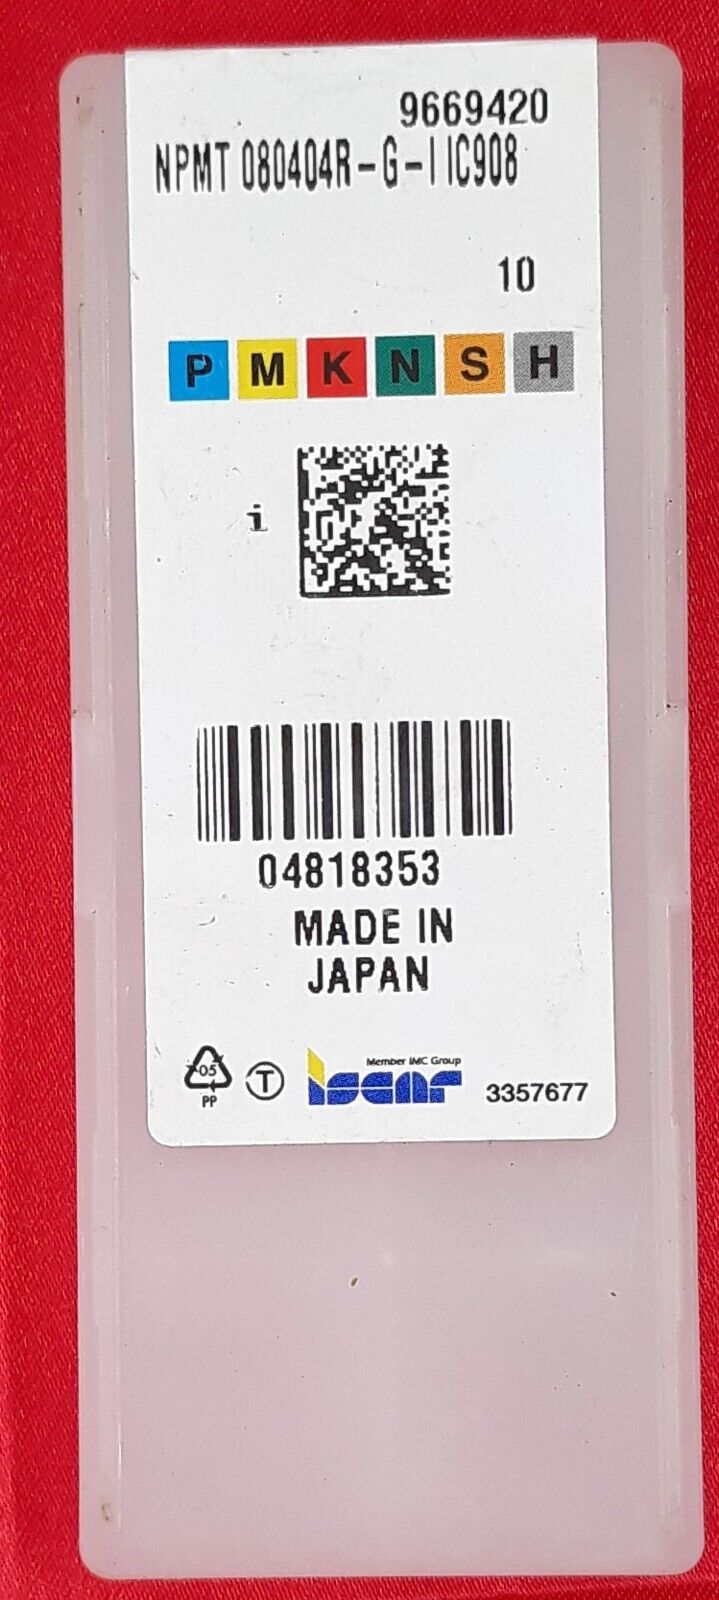 9669420
NPMT 080404R-G-I IC908
10
P M K N S H
i
04818353
MADE IN
JAPAN
05
PP
T
Member IMC Group
iscar
3357677